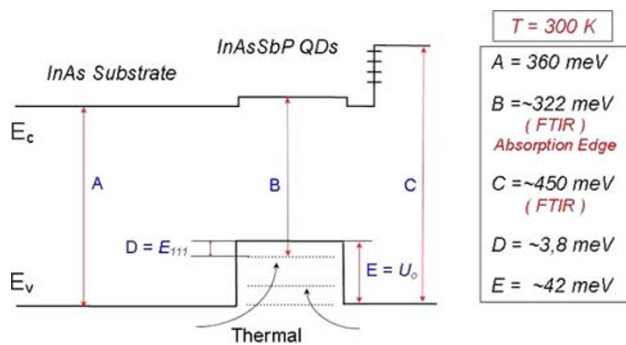 InAs Substrate
InAsSbP QDs
T = 300 K
A = 360 meV
B =~322 meV
( FTIR )
Absorption Edge
C =~450 meV
( FTIR )
D = ~3,8 meV
E = ~42 meV
Ec
A
B
C
D = E111
E = Uo
Ev
Thermal